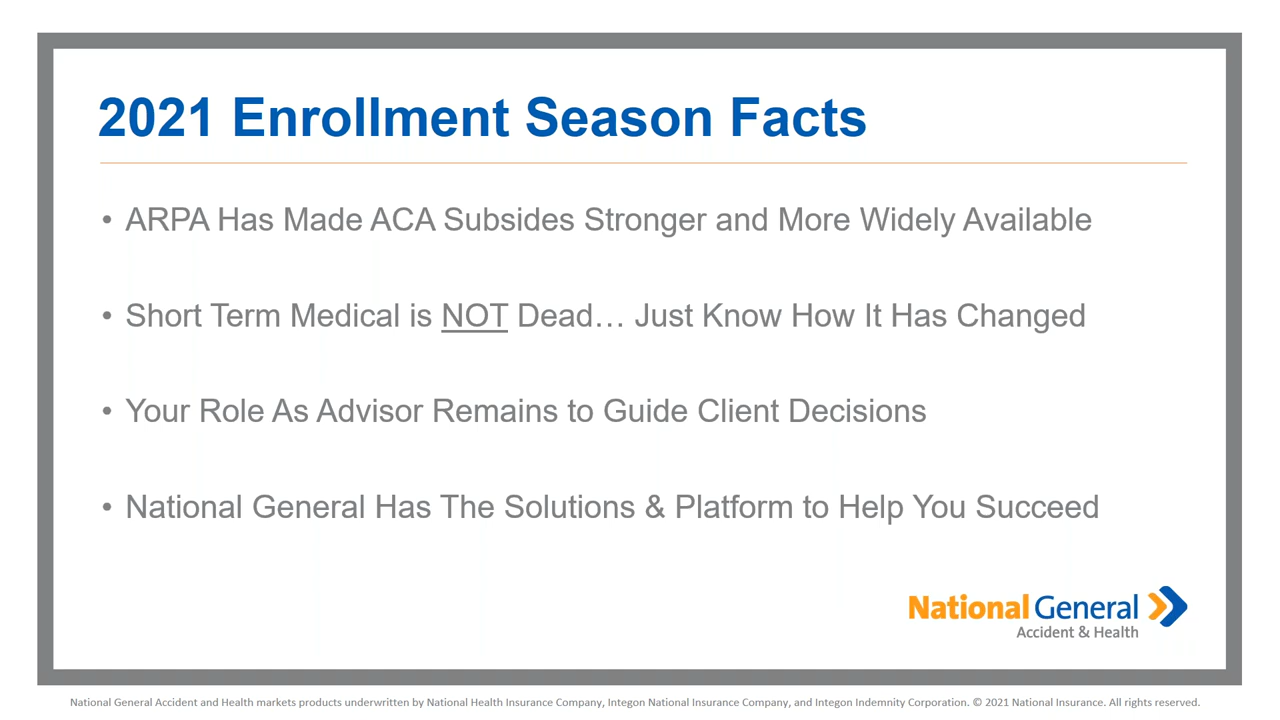 2021 Enrollment Season Facts
• ARPA Has Made ACA Subsides Stronger and More Widely Available
• Short Term Medical is NOT Dead… Just Know How It Has Changed
• Your Role As Advisor Remains to Guide Client Decisions
• National General Has The Solutions & Platform to Help You Succeed
National General
Accident & Health
National General Accident and Health markets products underwritten by National Health Insurance Company, Integon National Insurance Company, and Integon Indemnity Corporation. © 2021 National Insurance. All rights reserved.